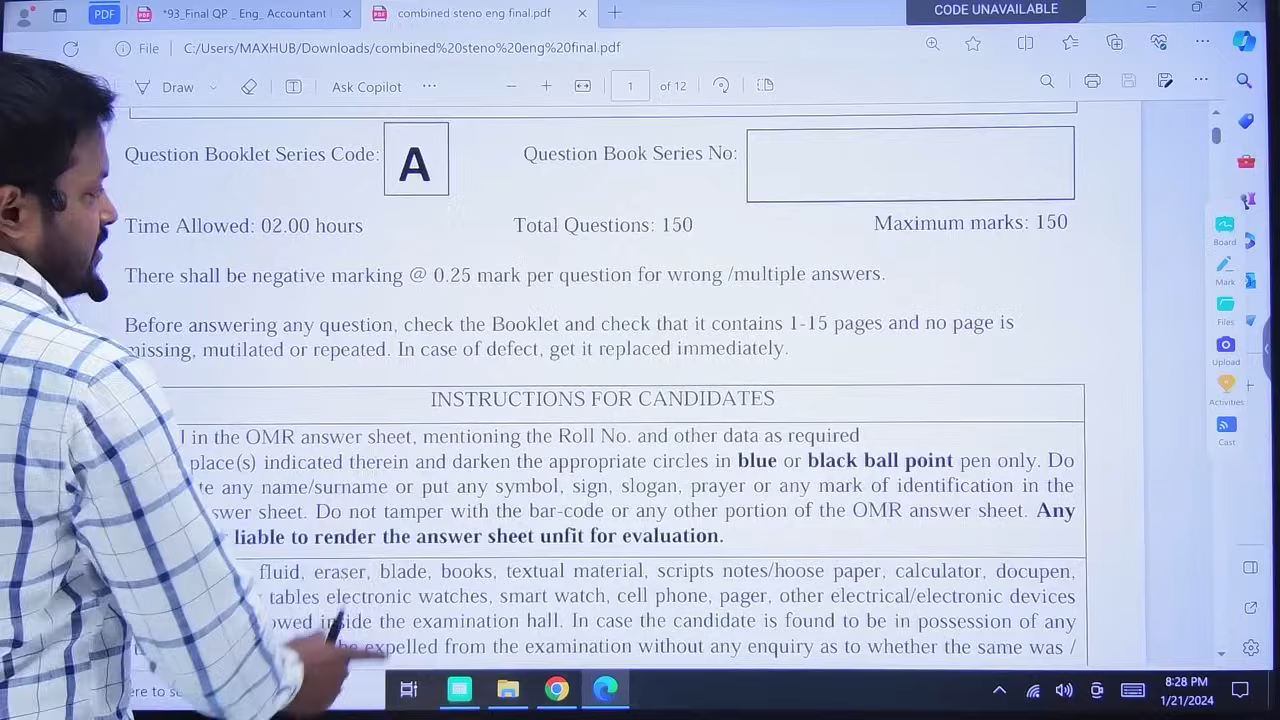 PDF
*93_Final QP _ Eng_ Accountant
combined steno eng final.pdf
CODE UNAVAILABLE
File
C:/Users/MAXHUB/Downloads/combined%20steno%20eng%20final.pdf
Draw
Ask Copilot
1 of 12
Question Booklet Series Code: A
Question Book Series No:
Time Allowed: 02.00 hours
Total Questions: 150
Maximum marks: 150
There shall be negative marking @ 0.25 mark per question for wrong /multiple answers.
Before answering any question, check the Booklet and check that it contains 1-15 pages and no page is
missing, mutilated or repeated. In case of defect, get it replaced immediately.
INSTRUCTIONS FOR CANDIDATES
in the OMR answer sheet, mentioning the Roll No. and other data as required
place(s) indicated therein and darken the appropriate circles in blue or black ball point pen only. Do
any name/surname or put any symbol, sign, slogan, prayer or any mark of identification in the
sheet. Do not tamper with the bar-code or any other portion of the OMR answer sheet. Any
liable to render the answer sheet unfit for evaluation.
fluid, eraser, blade, books, textual material, scripts notes/hoose paper, calculator, docupen,
tables electronic watches, smart watch, cell phone, pager, other electrical/electronic devices
inside the examination hall. In case the candidate is found to be in possession of any
expelled from the examination without any enquiry as to whether the same was /
Board
Mark
Files
Upload
Activities
Cast
8:28 PM
1/21/2024